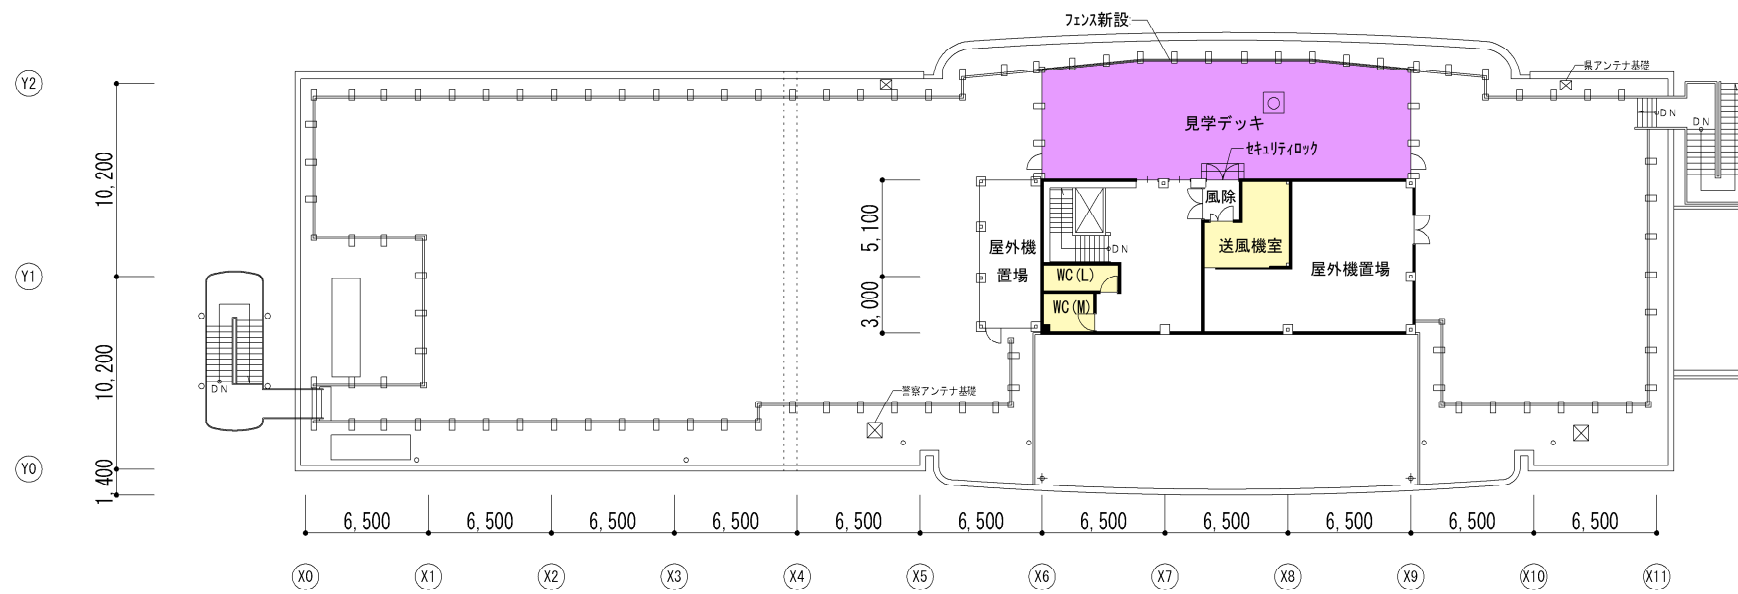 フェンス新設
Y2
県アンテナ基礎
DN
DN
見学デッキ
セキュリティロック
10,200
5,100
風除
屋外機
置場
DN
送風機室
屋外機置場
Y1
WC(L)
3,000
WC(M)
10,200
DN
警察アンテナ基礎
Y0
1,400
6,500
6,500
6,500
6,500
6,500
6,500
6,500
6,500
6,500
6,500
6,500
X0
X1
X2
X3
X4
X5
X6
X7
X8
X9
X10
X11